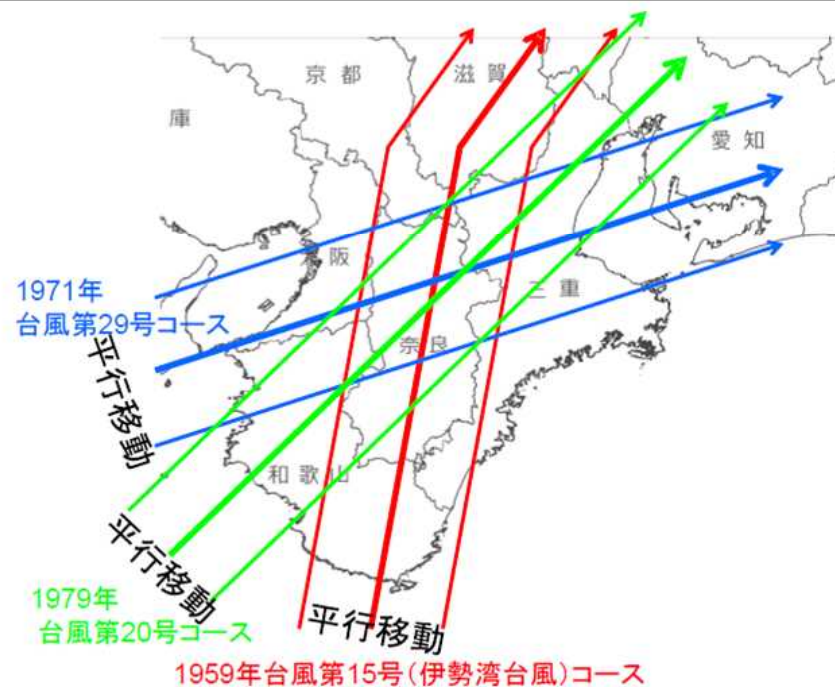 京都
滋賀
庫
愛知
阪
三重
1971年
台風第29号コース
奈良
平行移動
和歌山
平行移動
1979年
台風第20号コース
平行移動
1959年台風第15号(伊勢湾台風)コース